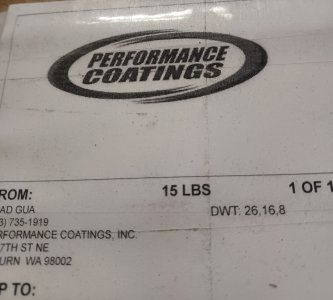 PERFORMANCE
COATINGS
ROM: 15 LBS 1 OF 1
AD GUA DWT: 26,16,8
3) 735-1919
RFORMANCE COATINGS, INC.
7TH ST NE
URN WA 98002
P TO: